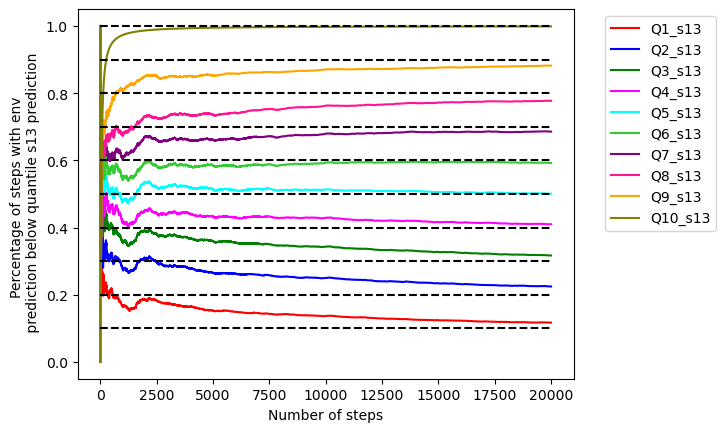 1.0
0.8
0.6
0.4
0.2
0.0
Percentage of steps with env
prediction below quantile s13 prediction
0
2500
5000
7500
10000
12500
15000
17500
20000
Number of steps
Q1_s13
Q2_s13
Q3_s13
Q4_s13
Q5_s13
Q6_s13
Q7_s13
Q8_s13
Q9_s13
Q10_s13